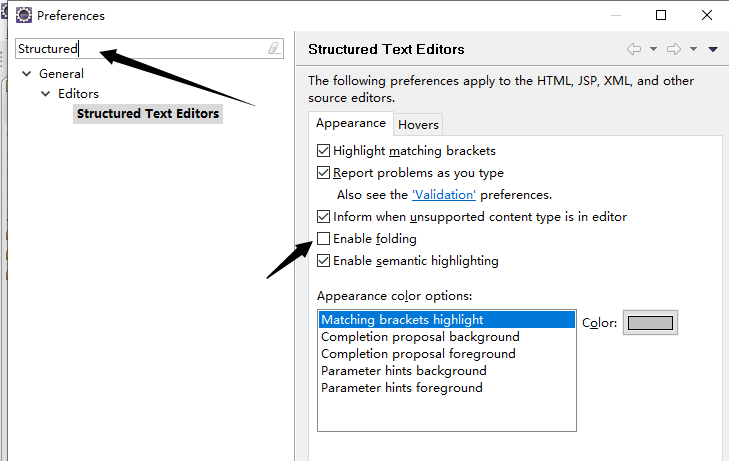 Preferences
Structured
General
Editors
Structured Text Editors
Structured Text Editors
The following preferences apply to the HTML, JSP, XML, and other
source editors.
Appearance
Hovers
Highlight matching brackets
Report problems as you type
Also see the 'Validation' preferences.
Inform when unsupported content type is in editor
Enable folding
Enable semantic highlighting
Appearance color options:
Matching brackets highlight
Completion proposal background
Completion proposal foreground
Parameter hints background
Parameter hints foreground
Color: